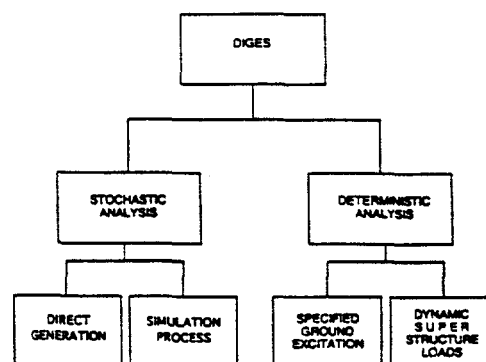 DIGES
STOCHASTIC
ANALYSIS
DETERMINISTIC
ANALYSIS
DIRECT
GENERATION
SIMULATION
PROCESS
SPECIFIED
GROUND
EXCITATION
DYNAMIC
SUPER
STRUCTURE
LOADS